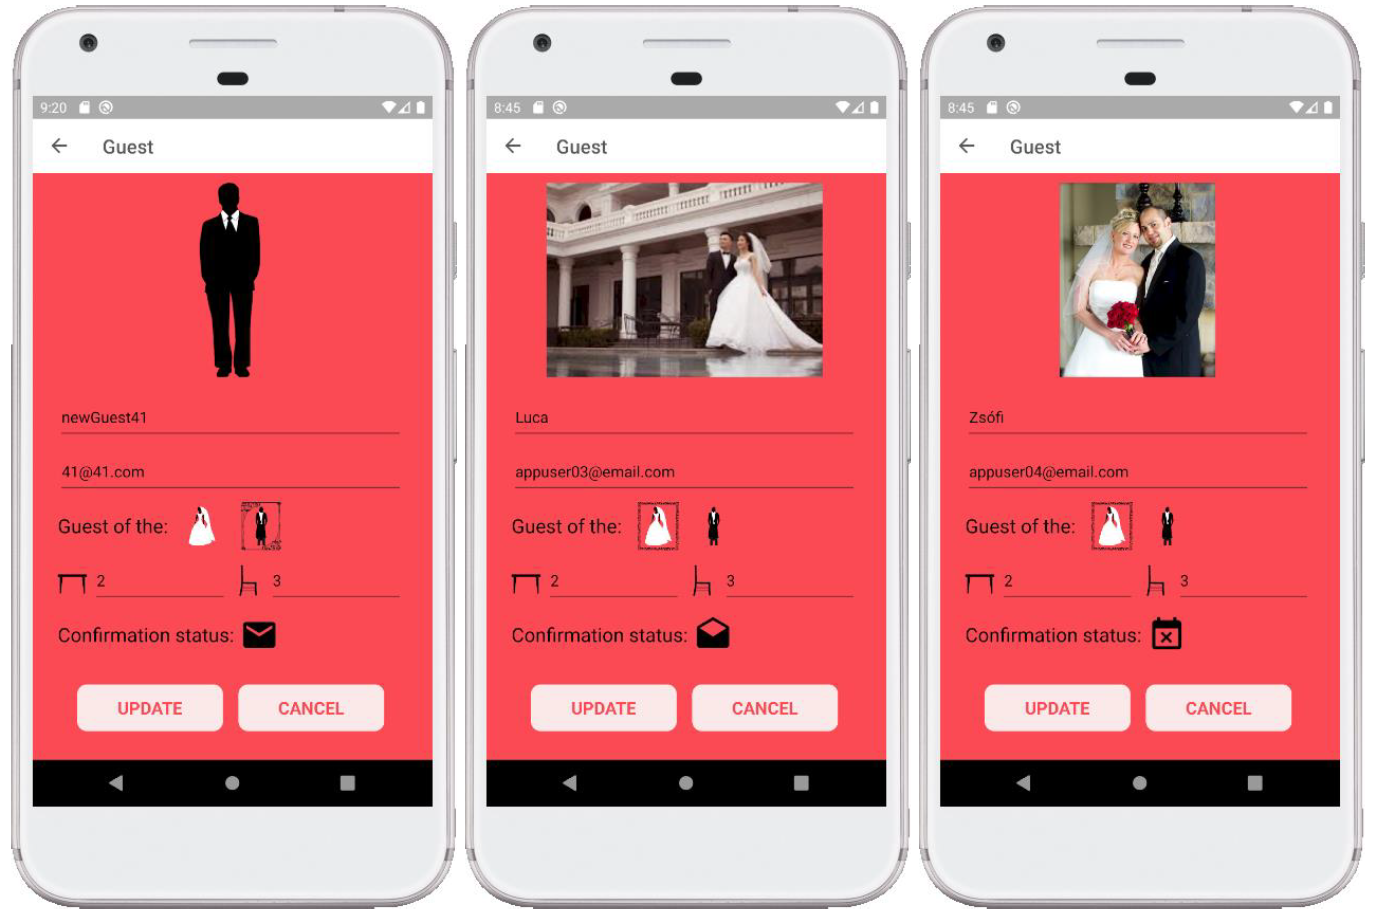 9:20
Guest
newGuest41
41@41.com
Guest of the:
2 3
Confirmation status:
UPDATE CANCEL
8:45
Guest
Luca
appuser03@email.com
Guest of the:
2 3
Confirmation status:
UPDATE CANCEL
8:45
Guest
Zsófi
appuser04@email.com
Guest of the:
2 3
Confirmation status:
UPDATE CANCEL